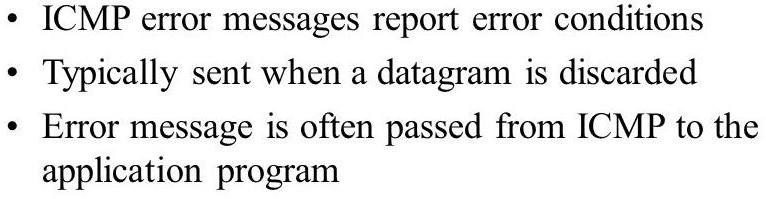 • ICMP error messages report error conditions
• Typically sent when a datagram is discarded
• Error message is often passed from ICMP to the
application program